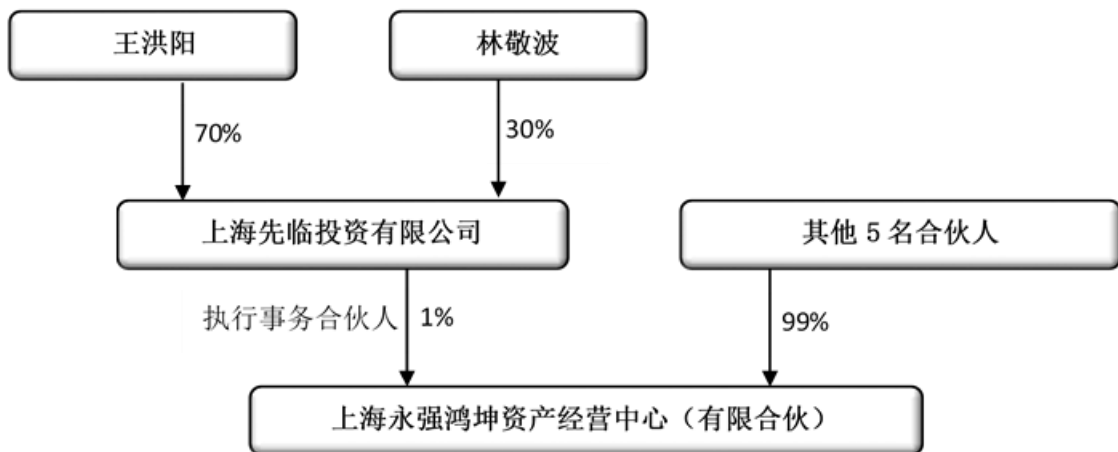 王洪阳
林敬波
70%
30%
上海先临投资有限公司
其他 5 名合伙人
执行事务合伙人
1%
99%
上海永强鸿坤资产经营中心（有限合伙）